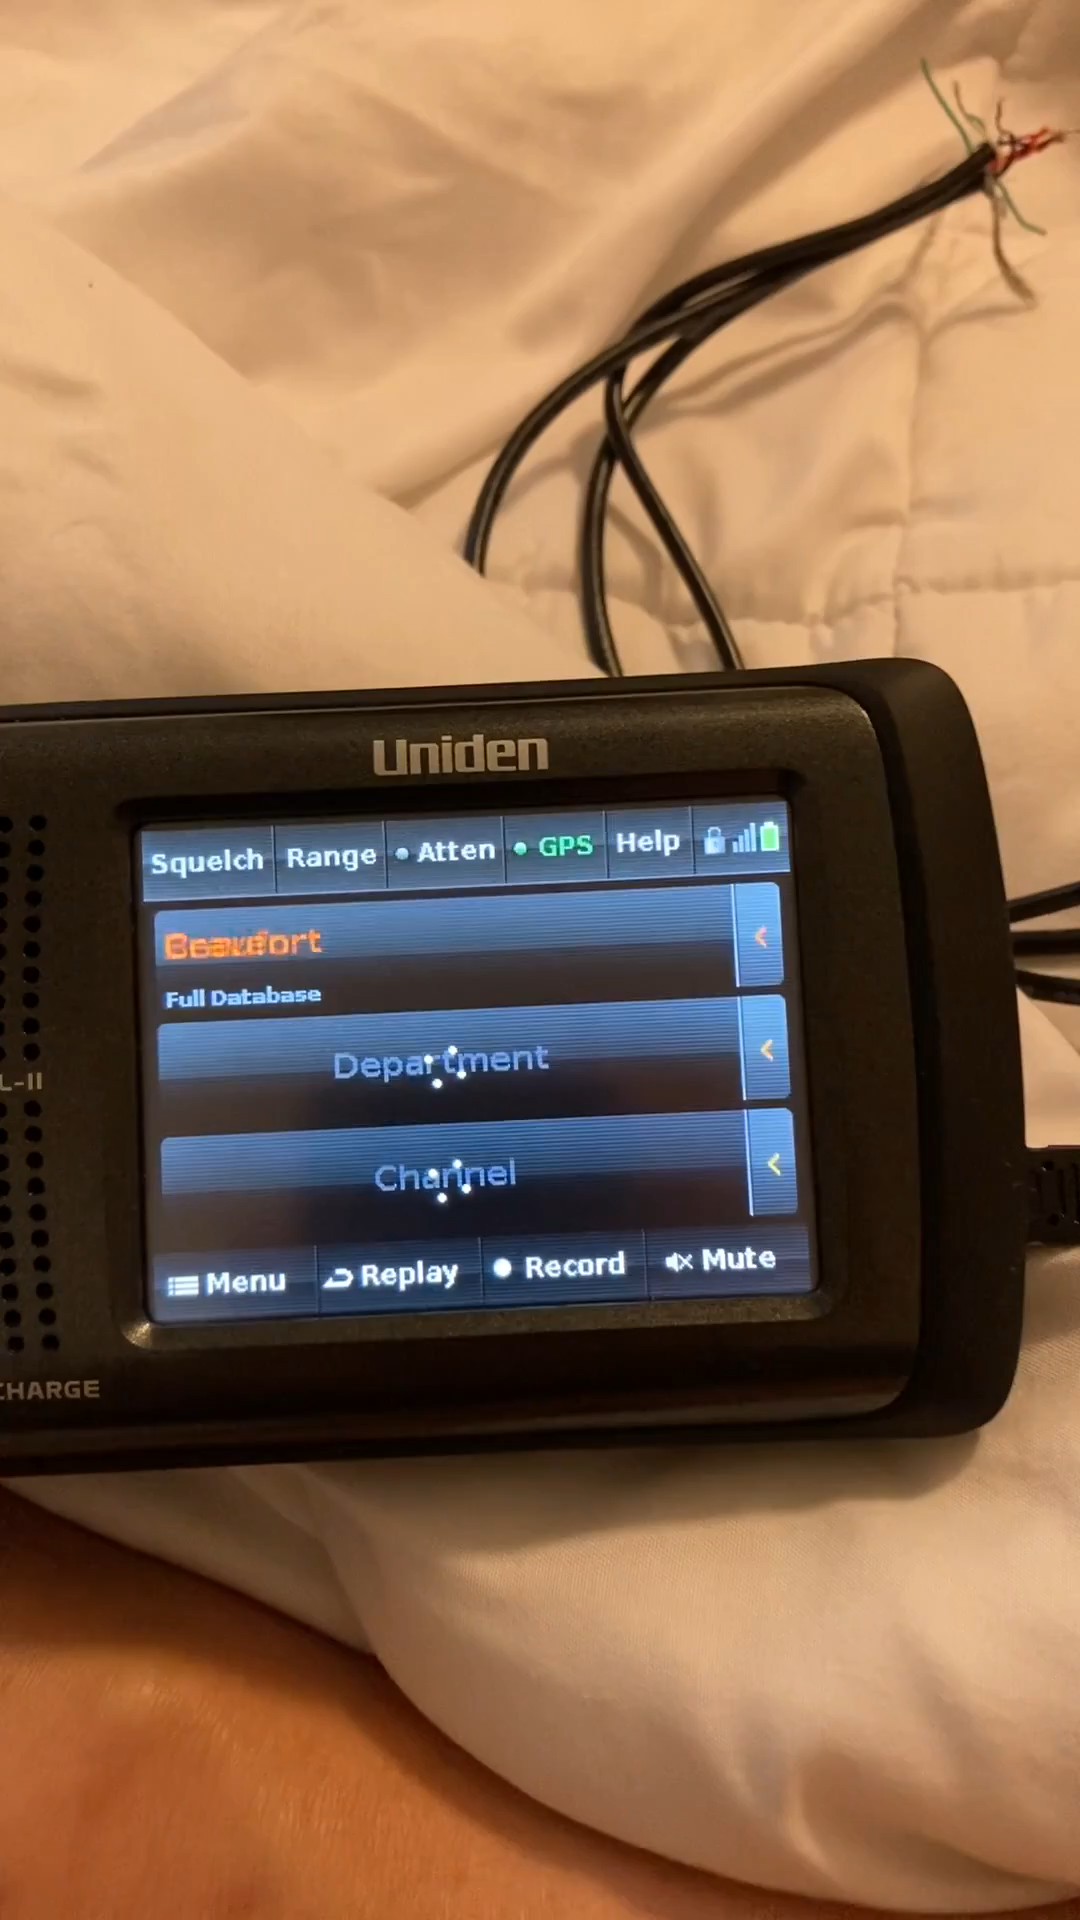 Uniden
Squelch Range Atten GPS Help
Beaufort
Full Database
Department
L-II
Channel
Menu Replay Record Mute
CHARGE